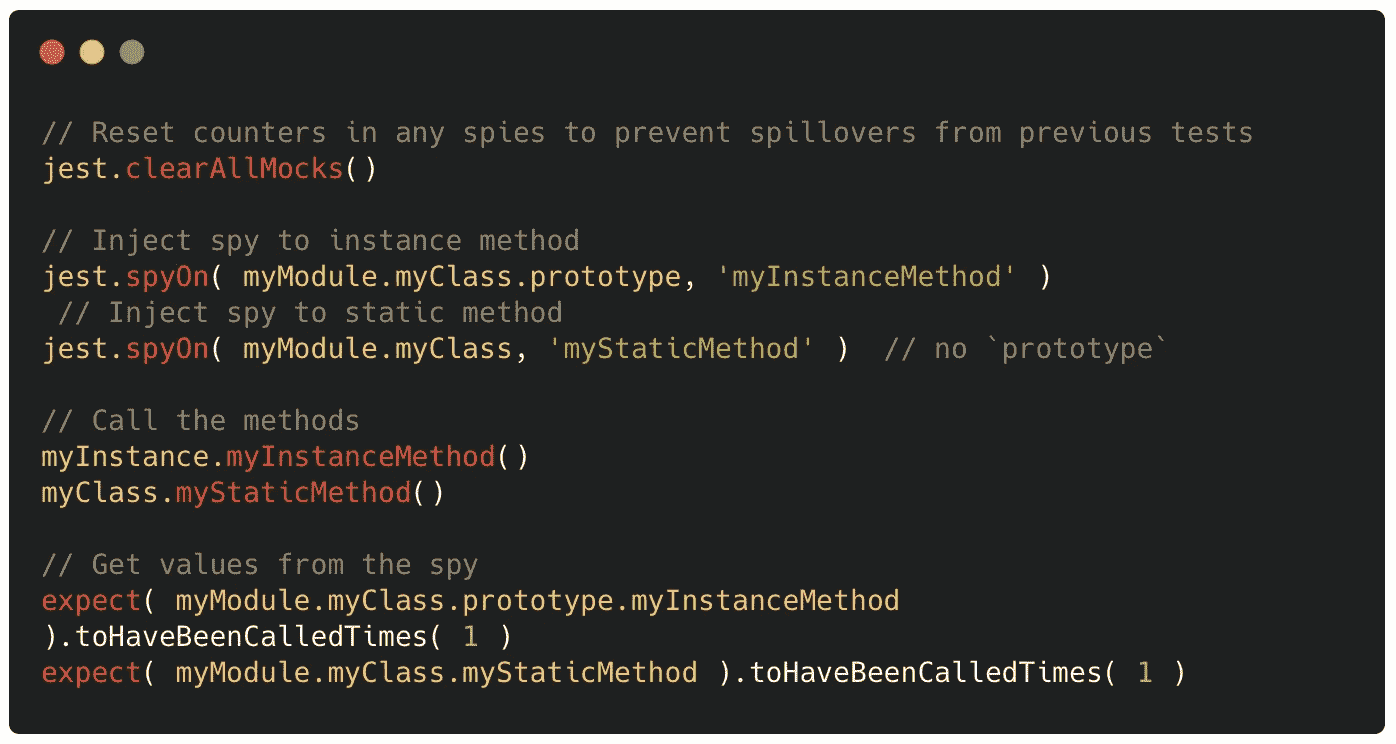 // Reset counters in any spies to prevent spillovers from previous tests
jest.clearAllMocks()
// Inject spy to instance method
jest.spyOn( myModule.myClass.prototype, 'myInstanceMethod' )
// Inject spy to static method
jest.spyOn( myModule.myClass, 'myStaticMethod' )  // no `prototype`
// Call the methods
myInstance.myInstanceMethod()
myClass.myStaticMethod()
// Get values from the spy
expect( myModule.myClass.prototype.myInstanceMethod
).toHaveBeenCalledTimes( 1 )
expect( myModule.myClass.myStaticMethod ).toHaveBeenCalledTimes( 1 )